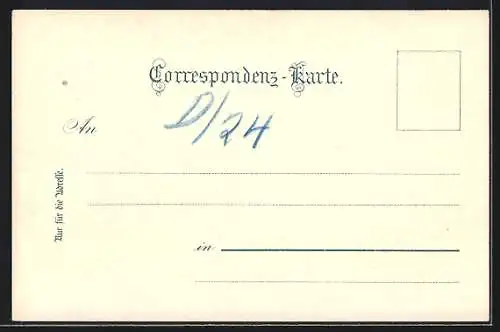 Correspondenz-Karte.
D/24
An
in
Nur für die Adresse.